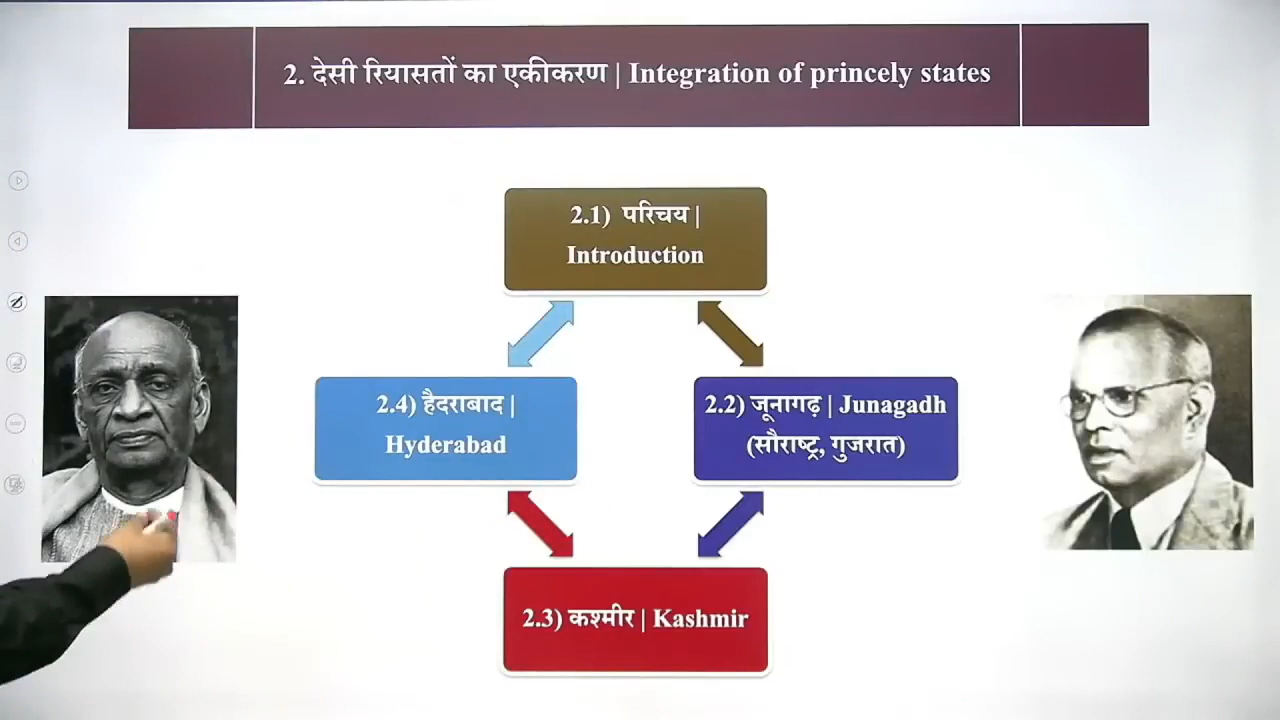 2. देसी रियासतों का एकीकरण | Integration of princely states
2.1) परिचय |
Introduction
2.4) हैदराबाद |
Hyderabad
2.2) जूनागढ़ | Junagadh
(सौराष्ट्र, गुजरात)
2.3) कश्मीर | Kashmir